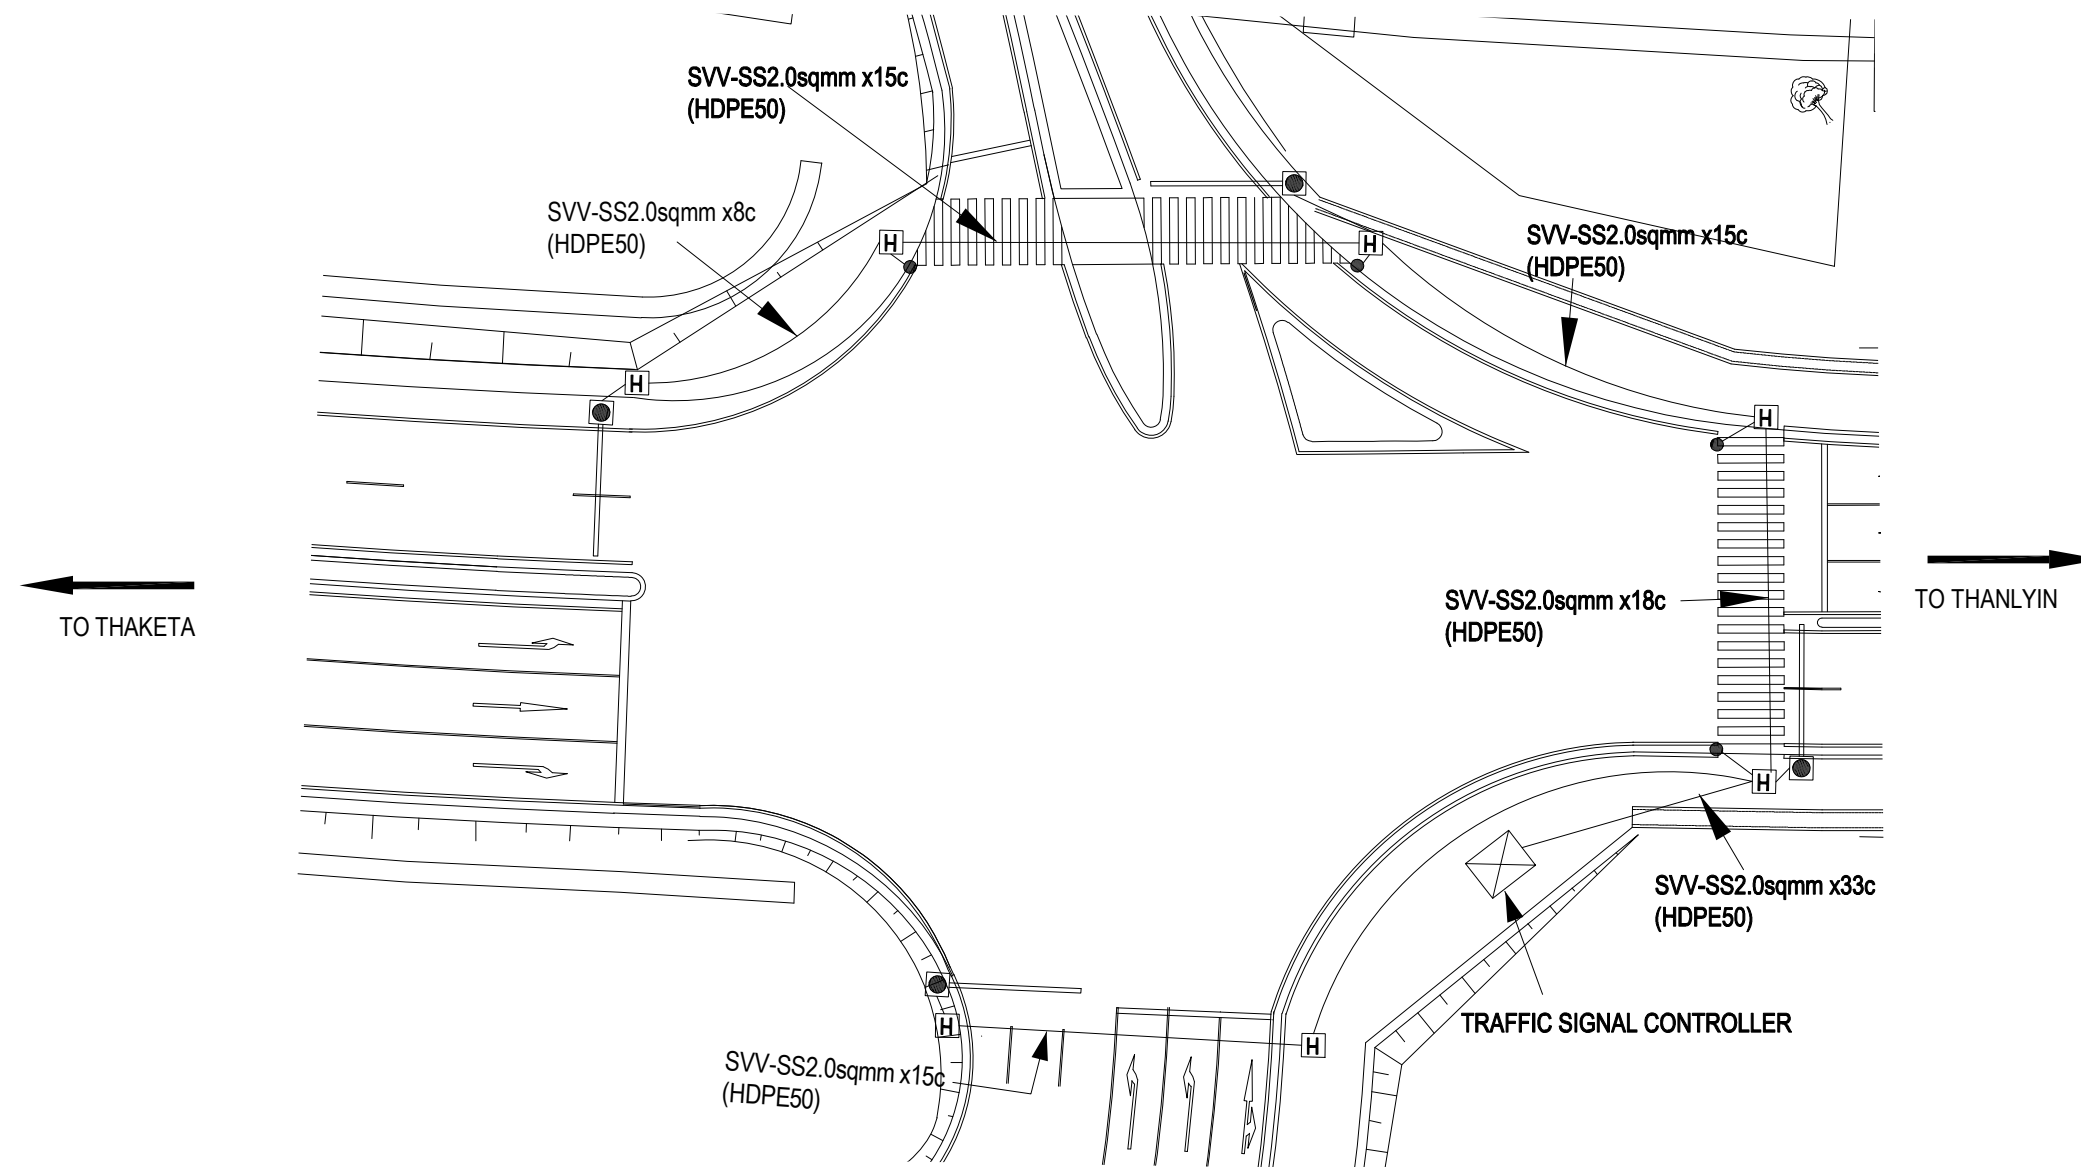 SVV-SS2.0sqmm x15c
(HDPE50)
SVV-SS2.0sqmm x8c
(HDPE50)
H
H
SVV-SS2.0sqmm x15c
(HDPE50)
H
H
TO THAKETA
SVV-SS2.0sqmm x18c
(HDPE50)
TO THANLYIN
H
SVV-SS2.0sqmm x33c
(HDPE50)
TRAFFIC SIGNAL CONTROLLER
H
H
SVV-SS2.0sqmm x15c
(HDPE50)